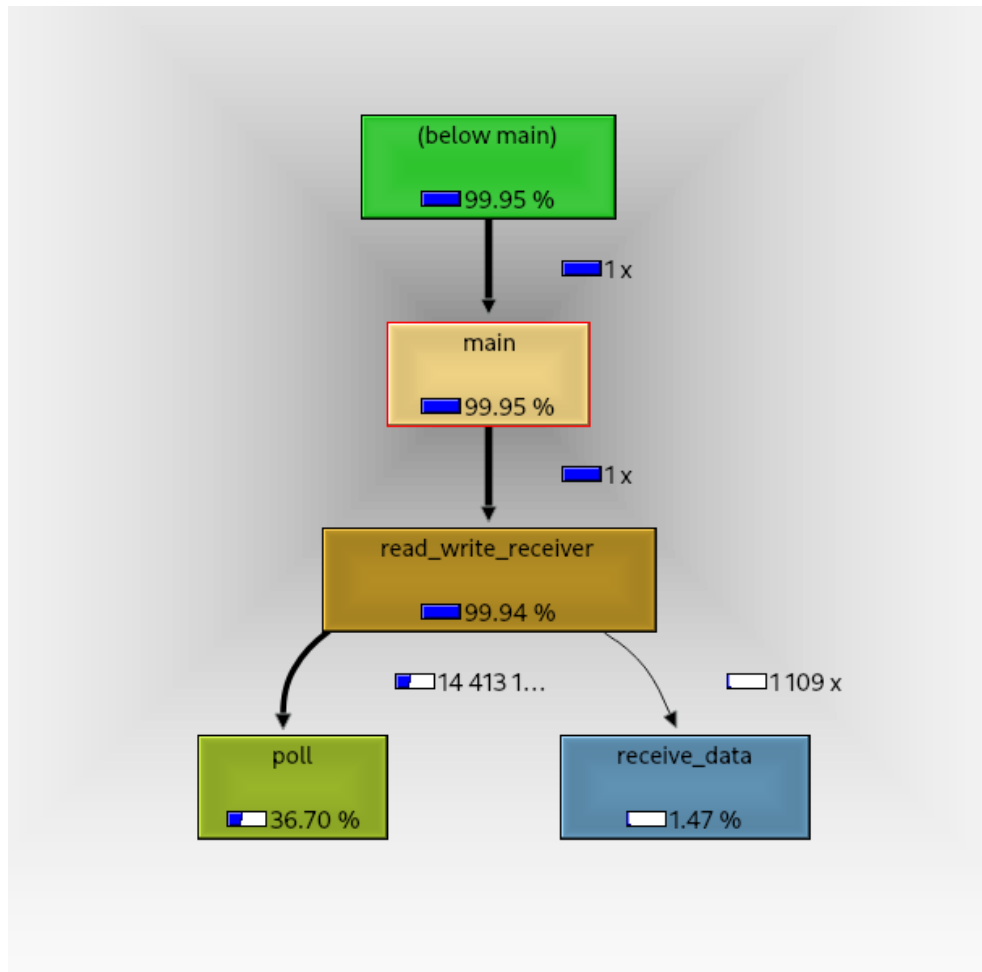 (below main)
99.95 %
1 x
main
99.95 %
1 x
read_write_receiver
99.94 %
14 413 1...
1 109 x
poll
36.70 %
receive_data
1.47 %